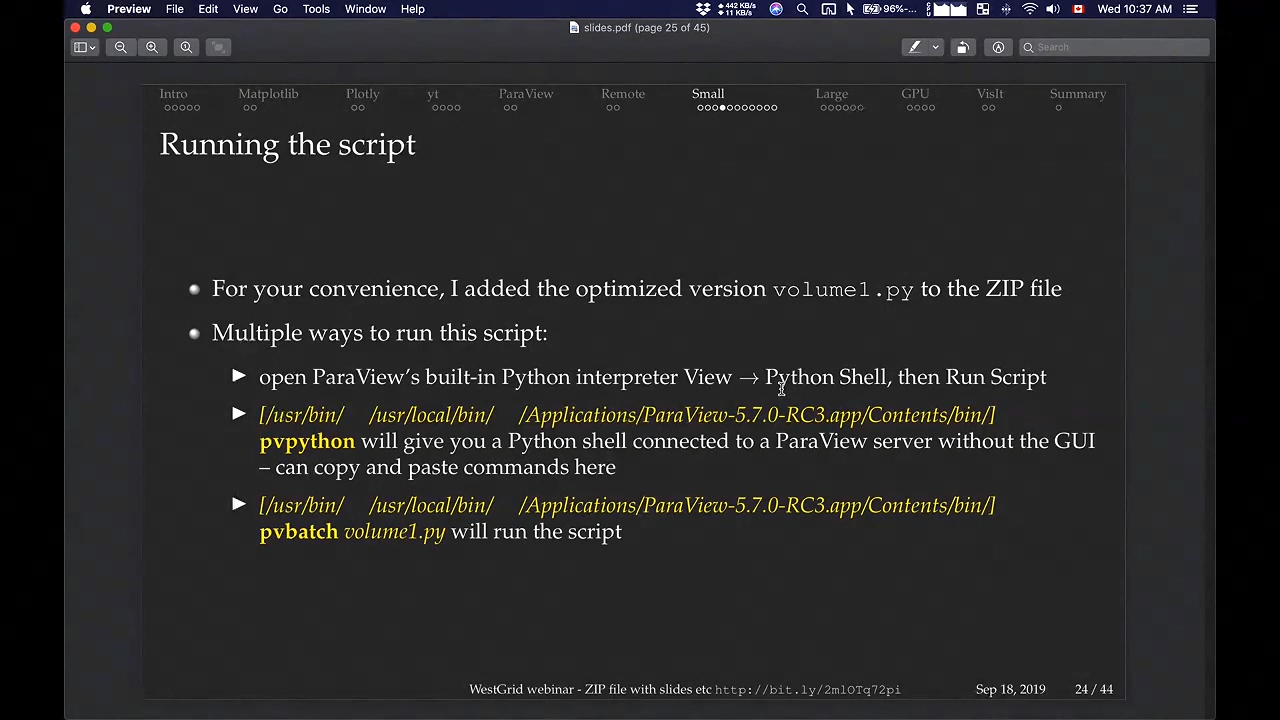 Preview File Edit View Go Tools Window Help
442 KB/s
11 KB/s
96%
Wed 10:37 AM
slides.pdf (page 25 of 45)
Search
Intro Matplotlib Plotly yt ParaView Remote Small Large GPU VisIt Summary
Running the script
For your convenience, I added the optimized version volume1.py to the ZIP file
Multiple ways to run this script:
open ParaView's built-in Python interpreter View → Python Shell, then Run Script
[/usr/bin/ /usr/local/bin/ /Applications/ParaView-5.7.0-RC3.app/Contents/bin/]
pvpython will give you a Python shell connected to a ParaView server without the GUI
– can copy and paste commands here
[/usr/bin/ /usr/local/bin/ /Applications/ParaView-5.7.0-RC3.app/Contents/bin/]
pvbatch volume1.py will run the script
WestGrid webinar - ZIP file with slides etc http://bit.ly/2mlOTq72pi Sep 18, 2019 24 / 44